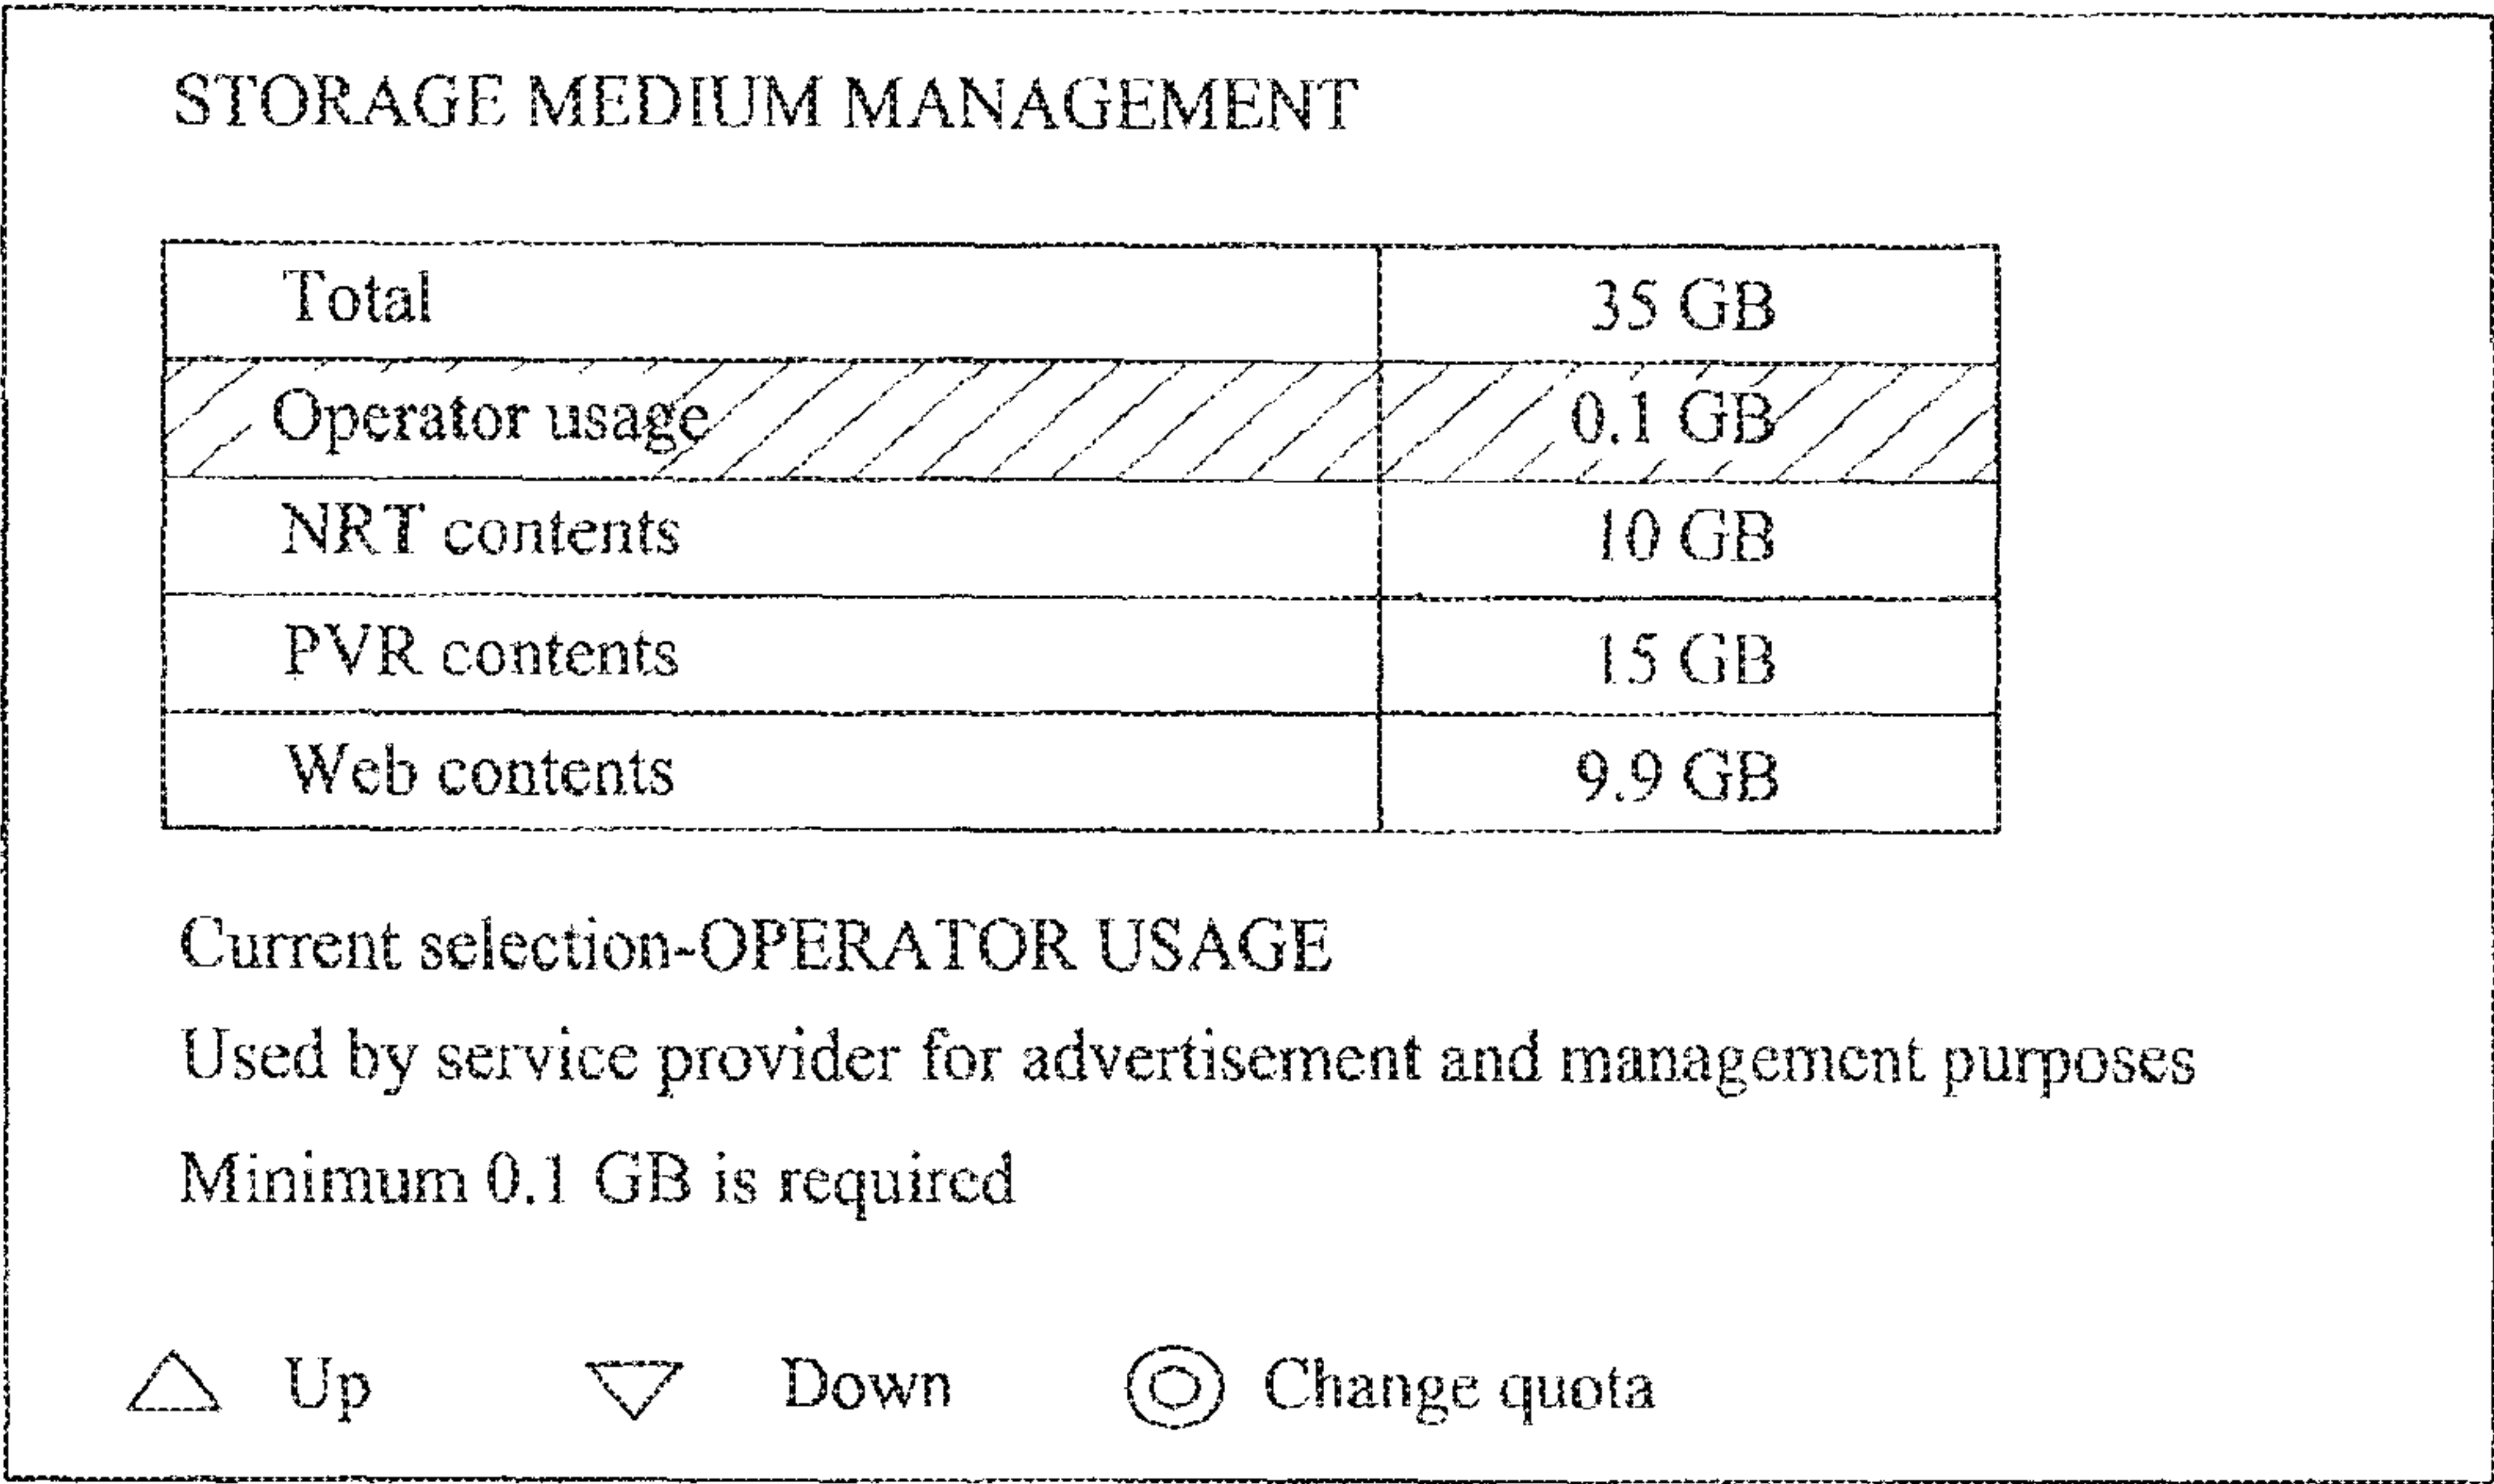 STORAGE MEDIUM MANAGEMENT
Total 35 GB
Operator usage 0.1 GB
NRT contents 10 GB
PVR contents 15 GB
Web contents 9.9 GB
Current selection-OPERATOR USAGE
Used by service provider for advertisement and management purposes
Minimum 0.1 GB is required
Up Down Change quota